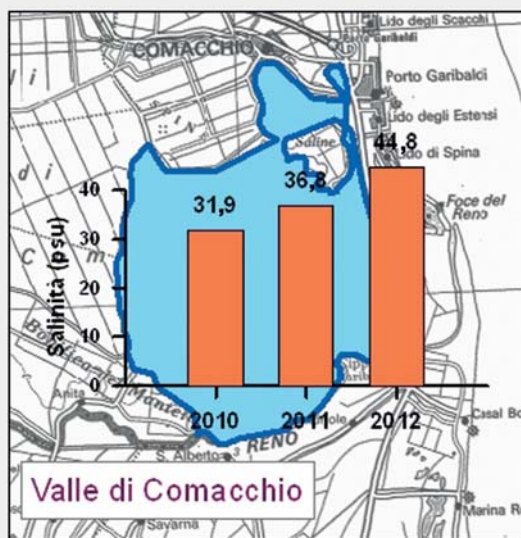 Lido degli Scacchi
COMACCHIO
Porto Garibaldi
Lido degli Estensi
Saline
Lido di Spina
44,8
36,8
31,9
Foce del
Reno
Salinità (psu)
40
30
20
10
0
2010
2011
2012
Anita
S. Alberto
RENO
Casal Bo
Valle di Comacchio
Savarna
Marina R